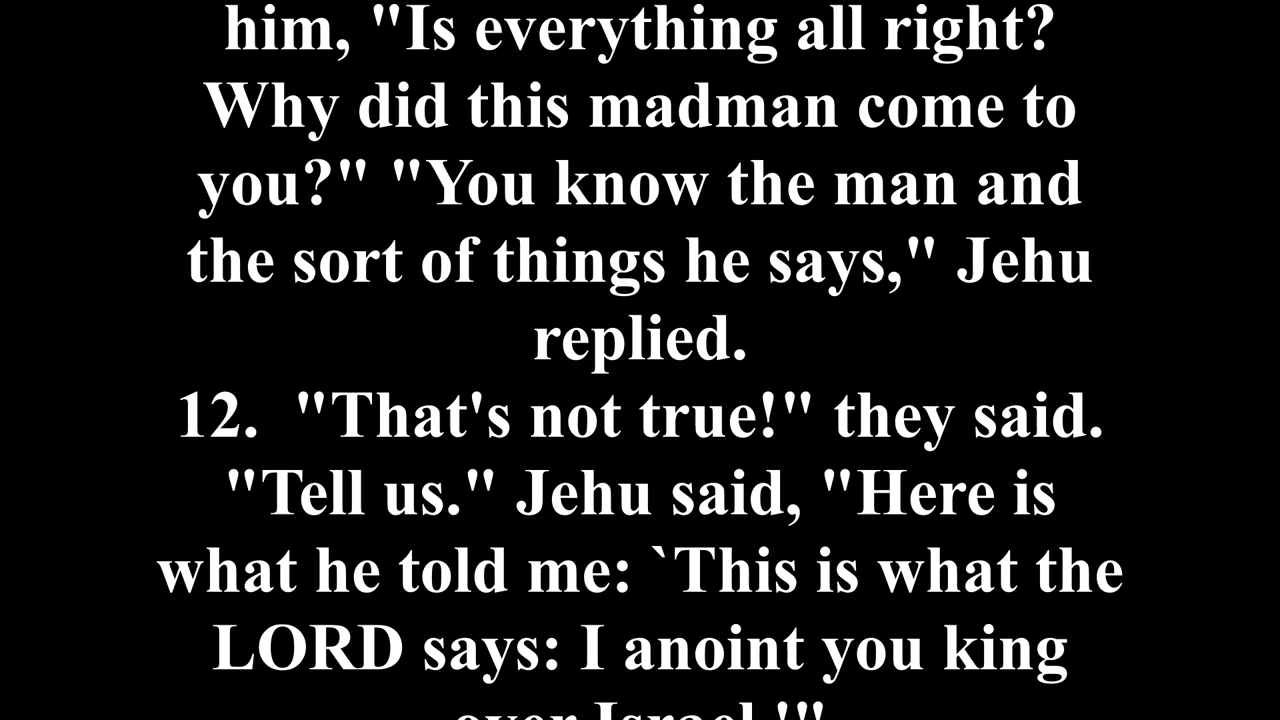 him, "Is everything all right?
Why did this madman come to
you?" "You know the man and
the sort of things he says," Jehu
replied.
12.  "That's not true!" they said.
"Tell us." Jehu said, "Here is
what he told me: `This is what the
LORD says: I anoint you king
over Israel.'"